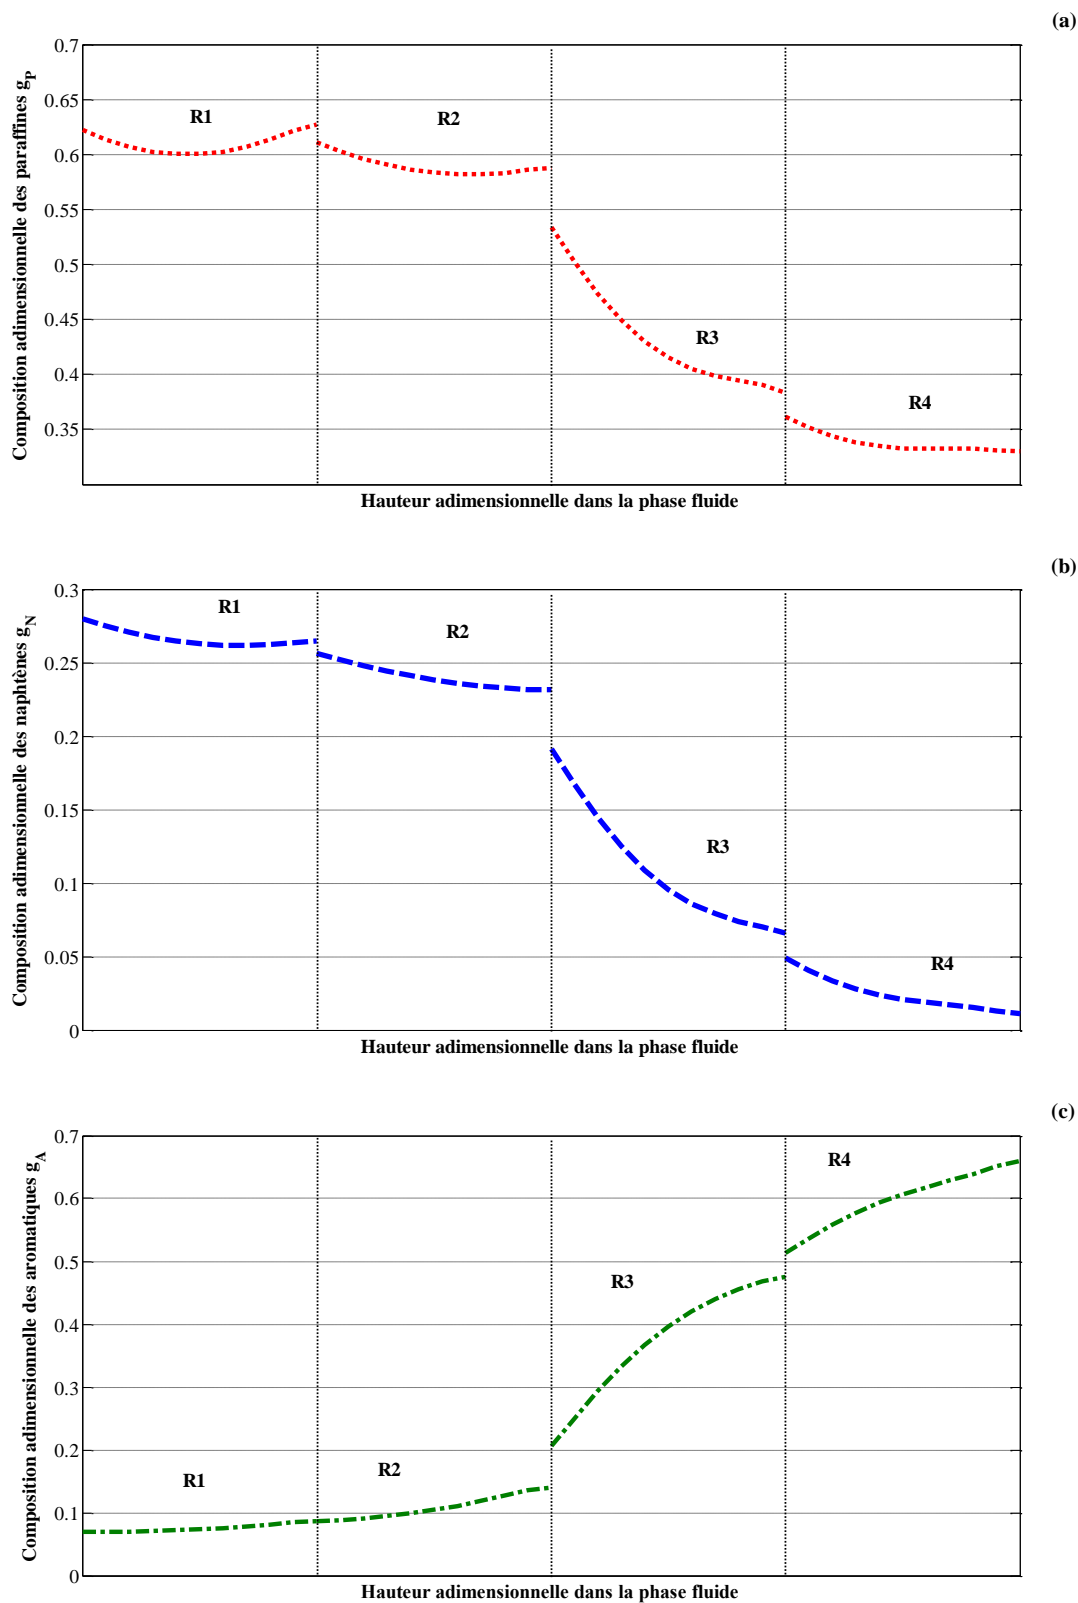 (a)
Composition adimensionnelle des paraffines gP
0.7
0.65
0.6
0.55
0.5
0.45
0.4
0.35
R1
R2
R3
R4
Hauteur adimensionnelle dans la phase fluide
(b)
Composition adimensionnelle des naphtènes gN
0.3
0.25
0.2
0.15
0.1
0.05
0
R1
R2
R3
R4
Hauteur adimensionnelle dans la phase fluide
(c)
Composition adimensionnelle des aromatiques gA
0.7
0.6
0.5
0.4
0.3
0.2
0.1
0
R1
R2
R3
R4
Hauteur adimensionnelle dans la phase fluide